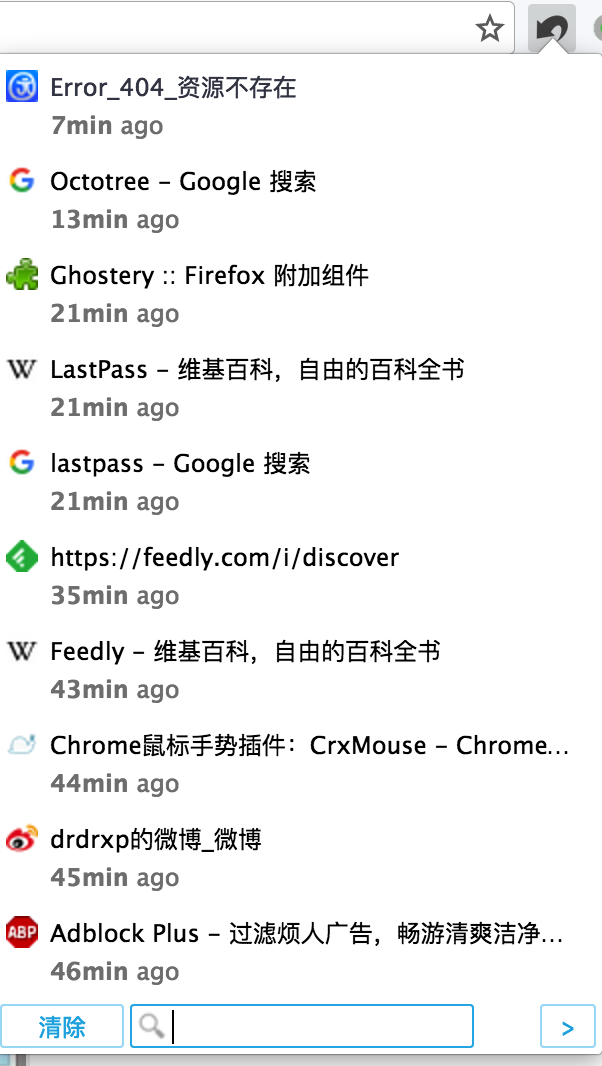 Error_404_资源不存在
7min ago
Octotree – Google 搜索
13min ago
Ghostery :: Firefox 附加组件
21min ago
W LastPass – 维基百科，自由的百科全书
21min ago
lastpass – Google 搜索
21min ago
https://feedly.com/i/discover
35min ago
W Feedly – 维基百科，自由的百科全书
43min ago
Chrome鼠标手势插件：CrxMouse – Chrome...
44min ago
drdrxp的微博_微博
45min ago
ABP Adblock Plus – 过滤烦人广告，畅游清爽洁净...
46min ago
清除 >